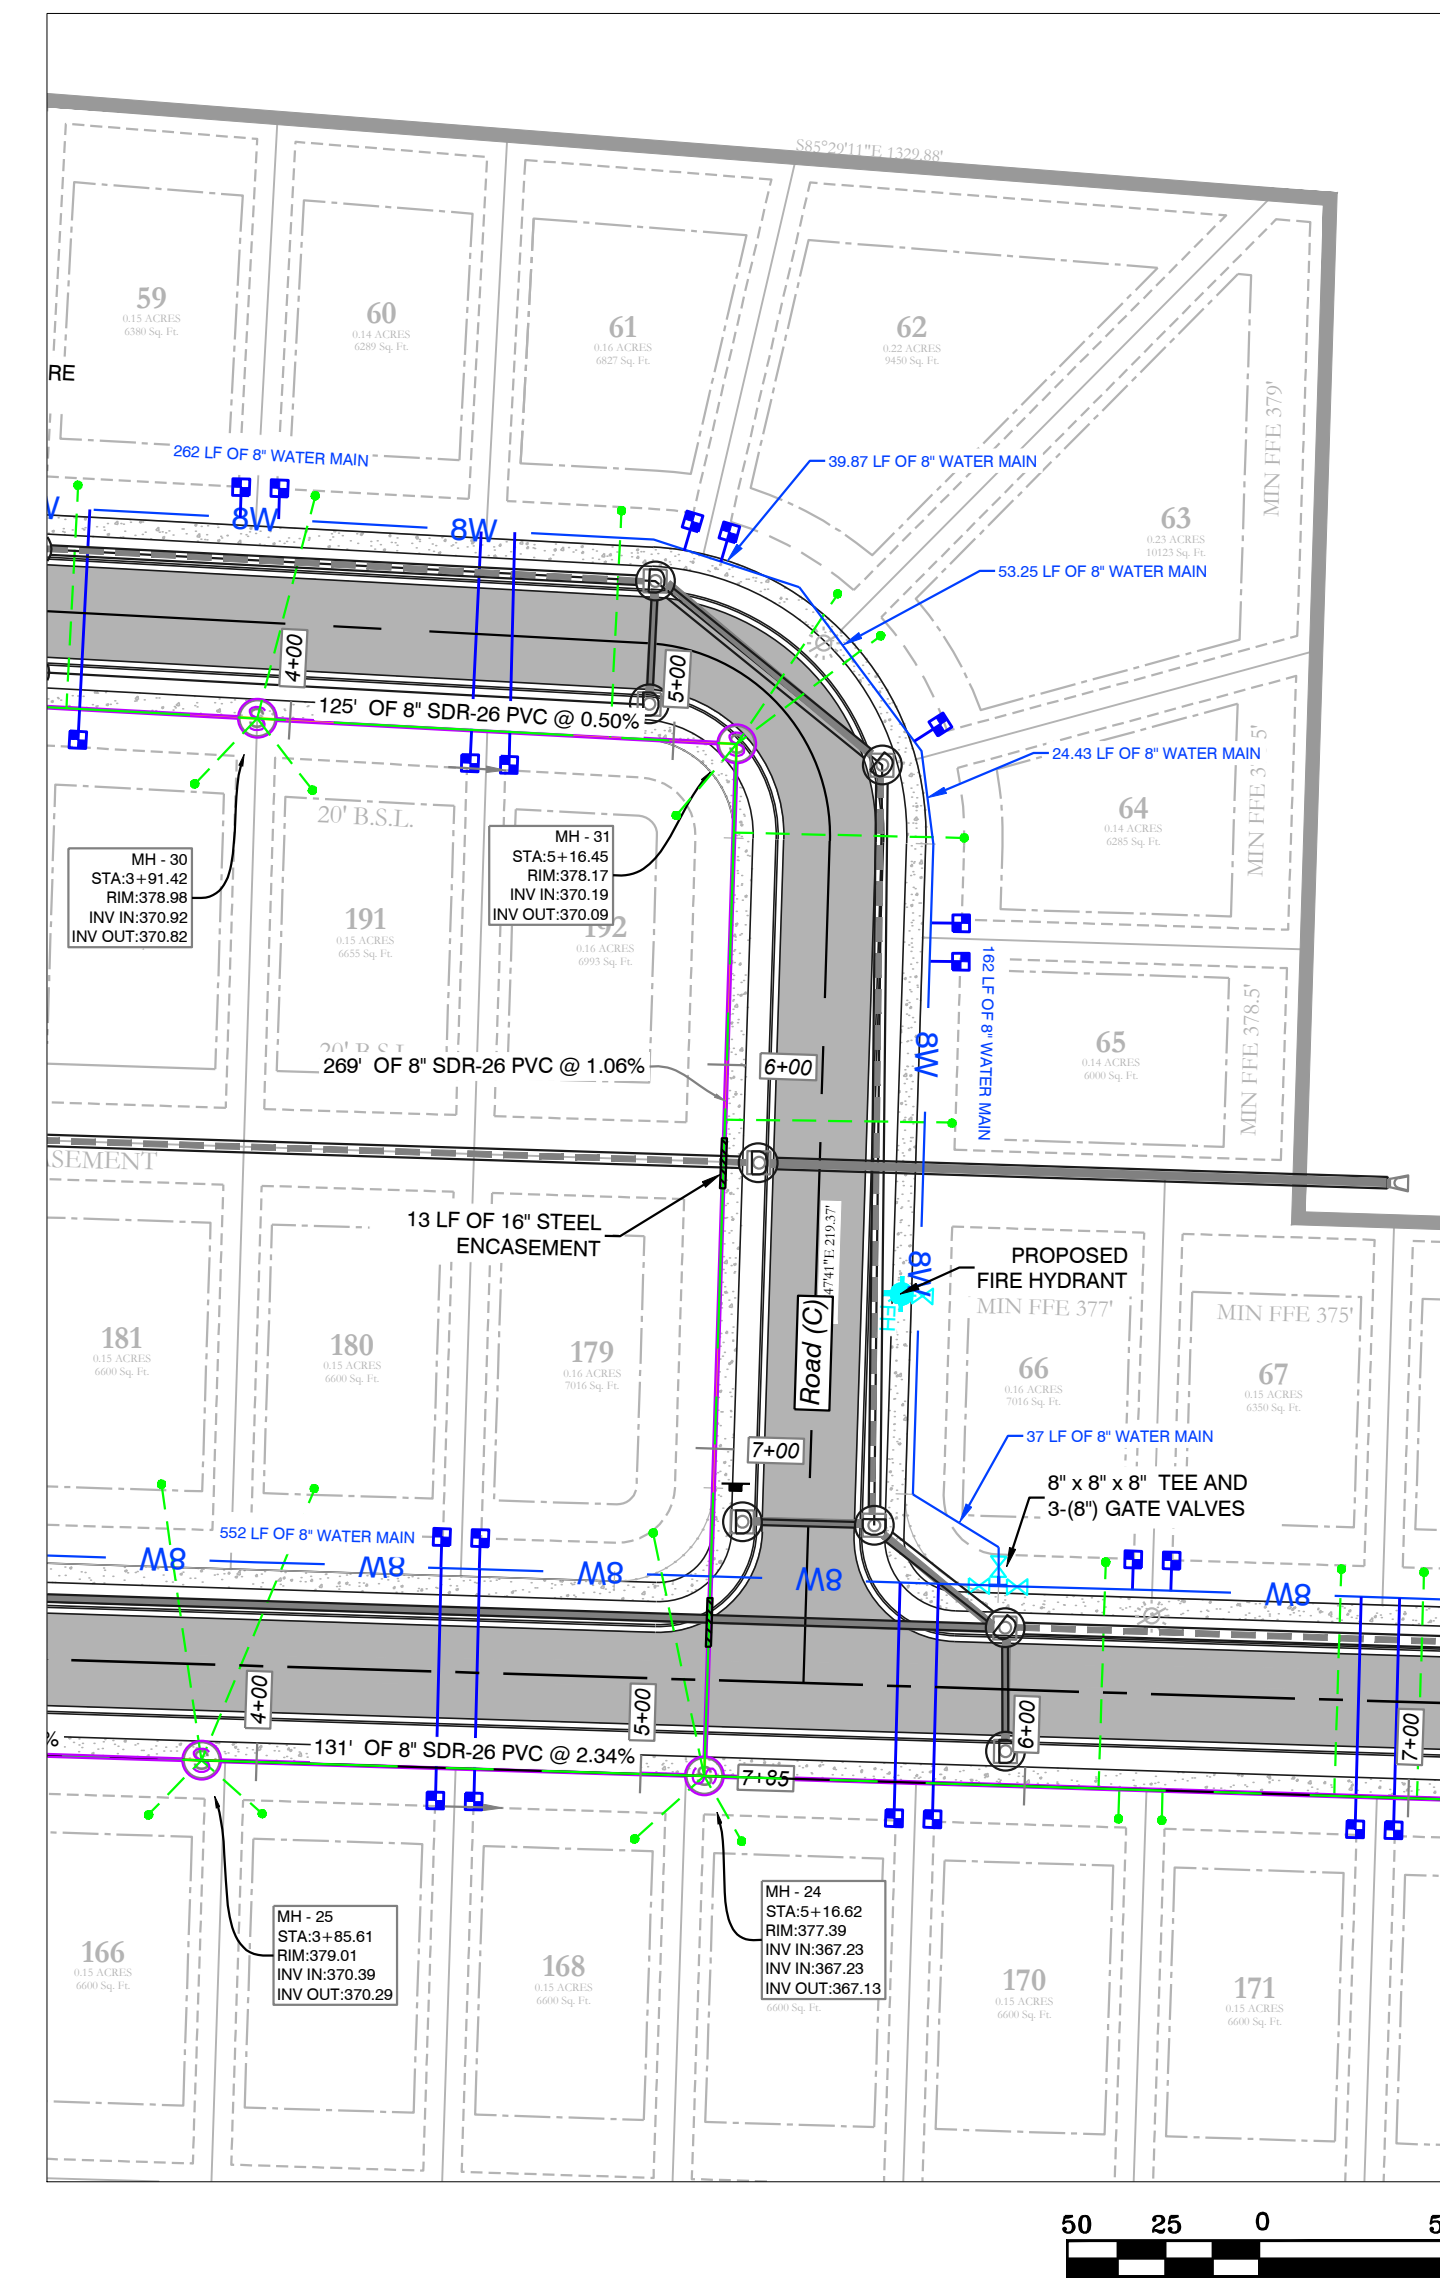 S85°29'11"E 1329.88'
59
0.15 ACRES
6380 Sq. Ft.
60
0.14 ACRES
6289 Sq. Ft.
61
0.16 ACRES
6827 Sq. Ft.
62
0.22 ACRES
9450 Sq. Ft.
RE
MIN FFE 379'
262 LF OF 8" WATER MAIN
39.87 LF OF 8" WATER MAIN
8W
8W
63
0.23 ACRES
10123 Sq. Ft.
53.25 LF OF 8" WATER MAIN
4+00
5+00
125' OF 8" SDR-26 PVC @ 0.50%
24.43 LF OF 8" WATER MAIN
20' B.S.L.
64
0.14 ACRES
6285 Sq. Ft.
MH - 30
STA:3+91.42
RIM:378.98
INV IN:370.92
INV OUT:370.82
MH - 31
STA:5+16.45
RIM:378.17
INV IN:370.19
INV OUT:370.09
191
0.15 ACRES
6655 Sq. Ft.
192
0.16 ACRES
6993 Sq. Ft.
162 LF OF 8" WATER MAIN
8W
65
0.14 ACRES
6000 Sq. Ft.
MIN FFE 378.5'
20' B.S.L.
269' OF 8" SDR-26 PVC @ 1.06%
6+00
SEMENT
13 LF OF 16" STEEL
ENCASEMENT
47'41"E 219.37'
8W
PROPOSED
FIRE HYDRANT
FH
MIN FFE 377'
MIN FFE 375'
Road (C)
181
0.15 ACRES
6600 Sq. Ft.
180
0.15 ACRES
6600 Sq. Ft.
179
0.16 ACRES
7016 Sq. Ft.
66
0.16 ACRES
7016 Sq. Ft.
67
0.15 ACRES
6350 Sq. Ft.
7+00
37 LF OF 8" WATER MAIN
8" x 8" x 8" TEE AND
3-(8") GATE VALVES
552 LF OF 8" WATER MAIN
8W
8W
8W
8W
8W
4+00
5+00
6+00
7+00
%
131' OF 8" SDR-26 PVC @ 2.34%
7+85
MH - 25
STA:3+85.61
RIM:379.01
INV IN:370.39
INV OUT:370.29
MH - 24
STA:5+16.62
RIM:377.39
INV IN:367.23
INV IN:367.23
INV OUT:367.13
166
0.15 ACRES
6600 Sq. Ft.
168
0.15 ACRES
6600 Sq. Ft.
6600 Sq. Ft.
170
0.15 ACRES
6600 Sq. Ft.
171
0.15 ACRES
6600 Sq. Ft.
50 25 0